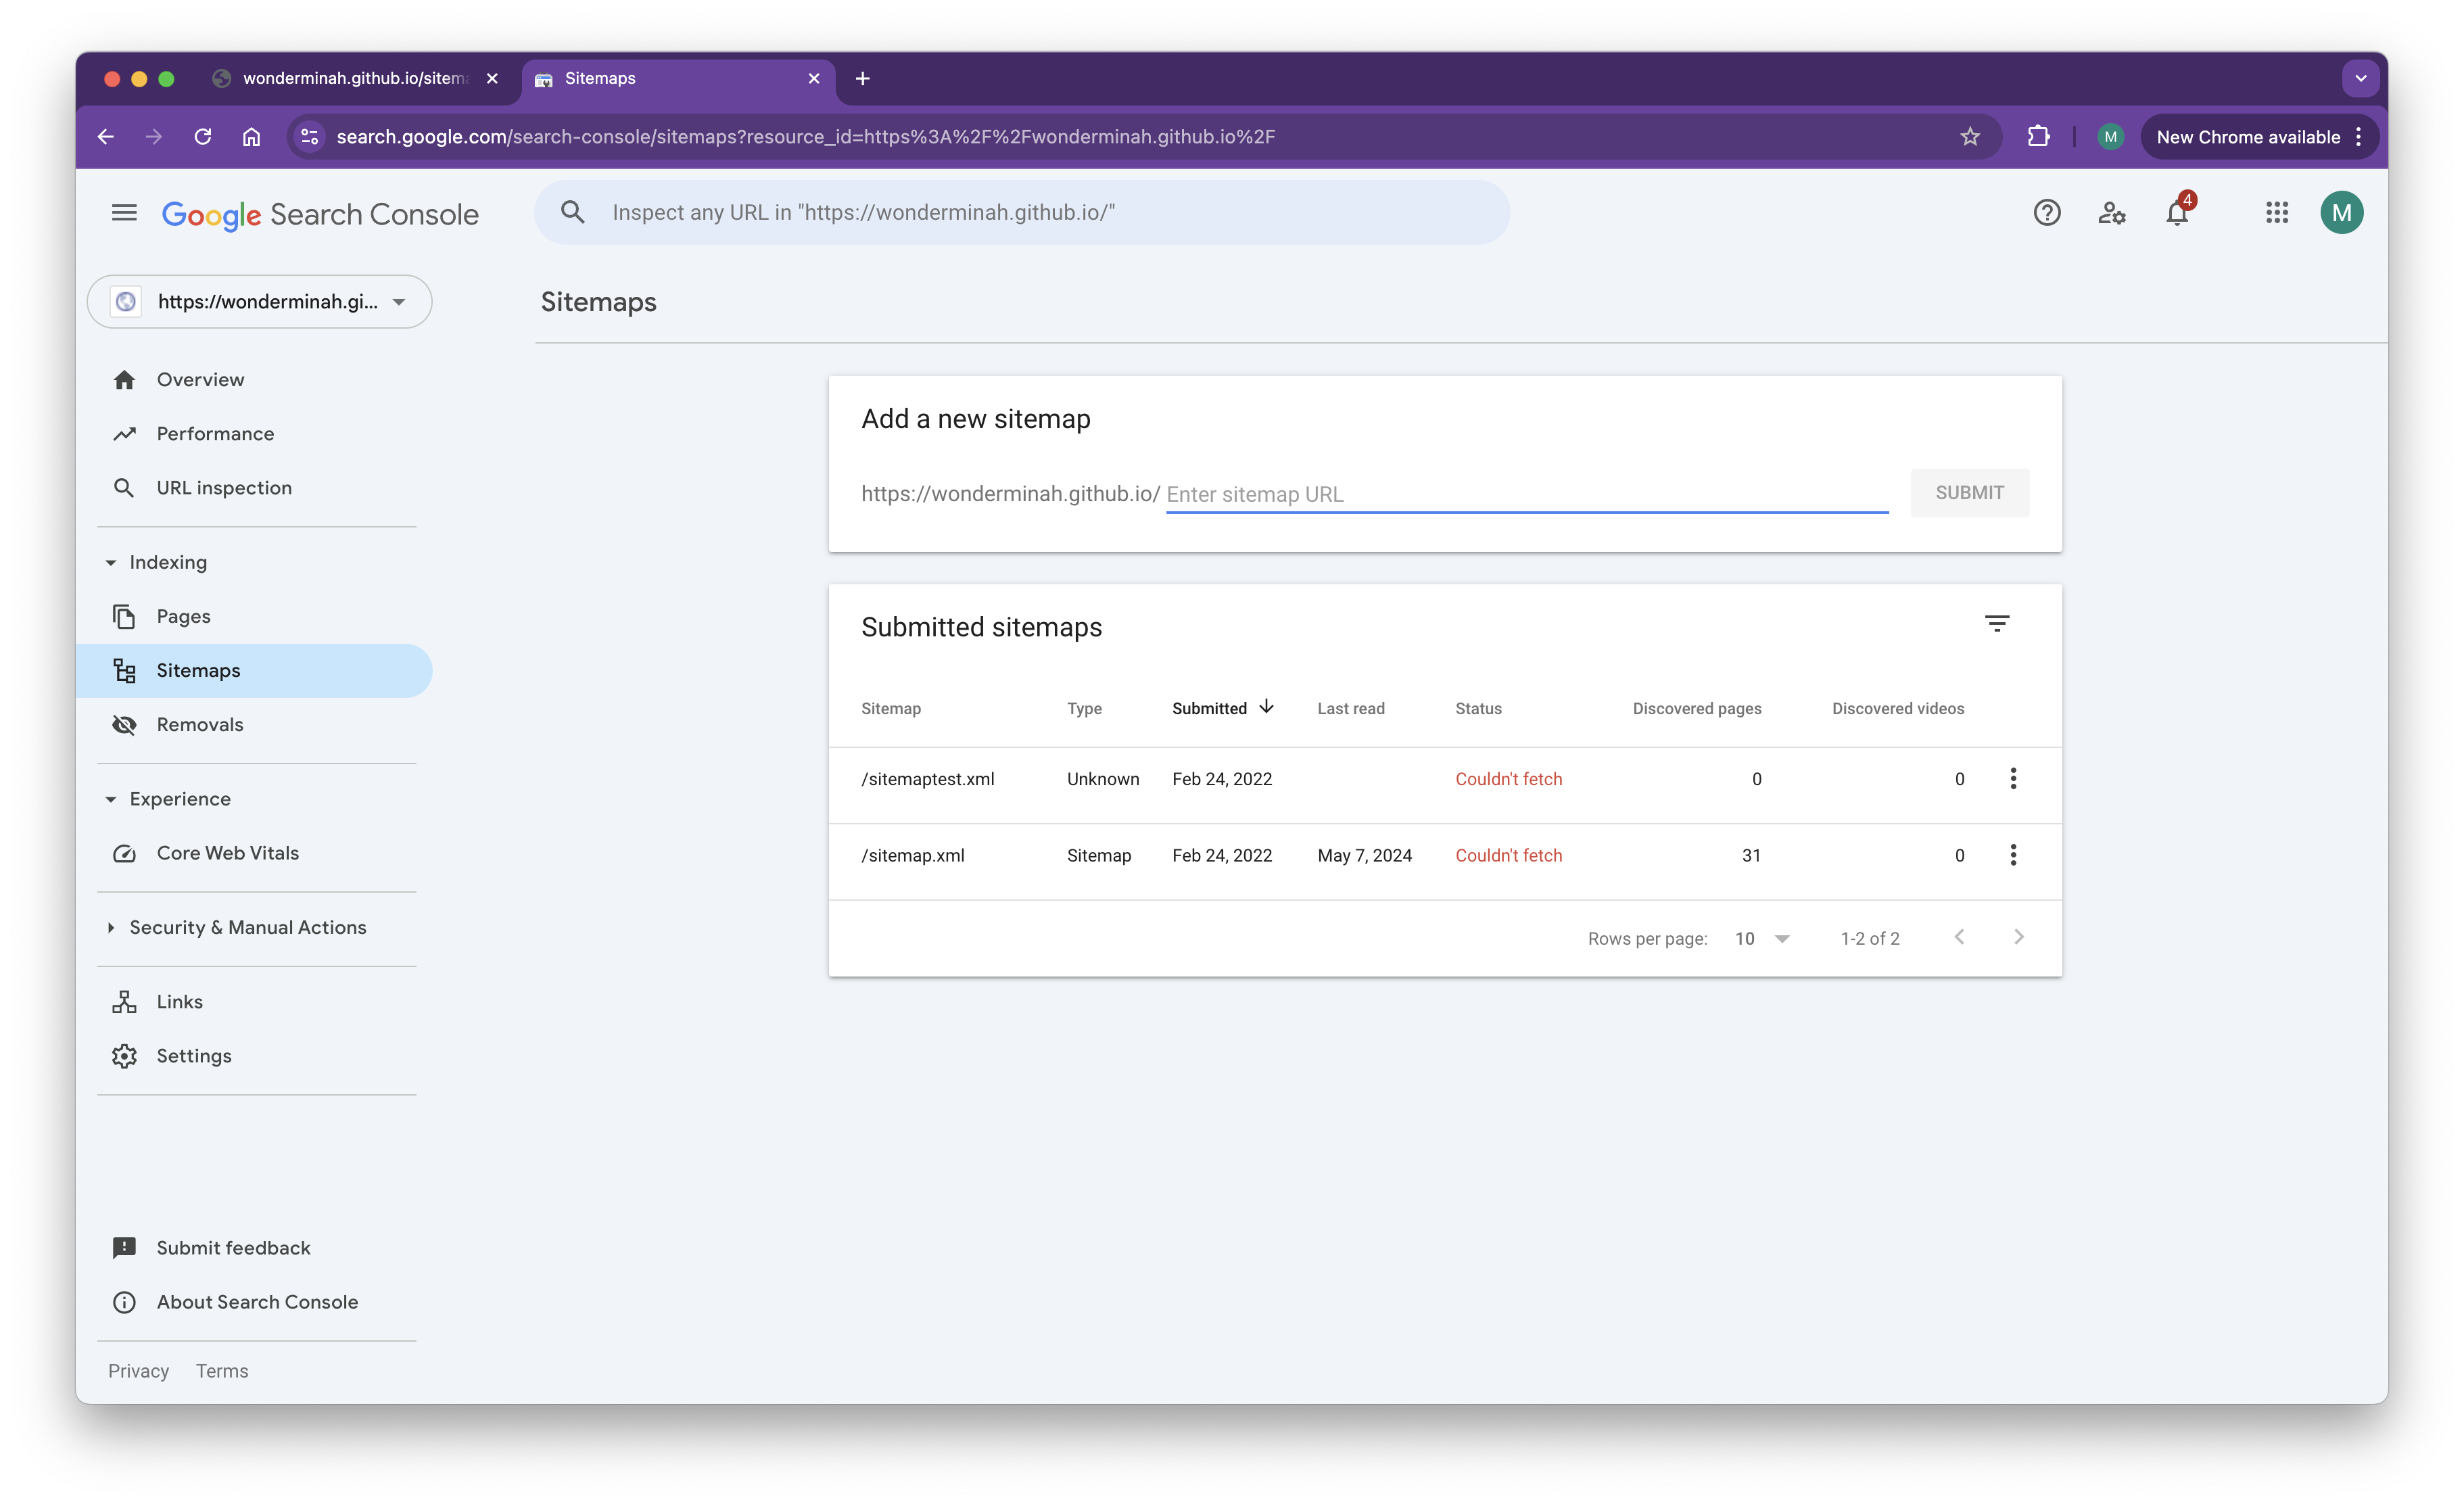 wonderminah.github.io/sitem
Sitemaps
search.google.com/search-console/sitemaps?resource_id=https%3A%2F%2Fwonderminah.github.io%2F
M
New Chrome available
Google Search Console
Inspect any URL in "https://wonderminah.github.io/"
4
M
https://wonderminah.gi...
Sitemaps
Overview
Performance
URL inspection
Indexing
Pages
Sitemaps
Removals
Experience
Core Web Vitals
Security & Manual Actions
Links
Settings
Submit feedback
About Search Console
Privacy Terms
Add a new sitemap
https://wonderminah.github.io/ Enter sitemap URL SUBMIT
Submitted sitemaps
Sitemap Type Submitted Last read Status Discovered pages Discovered videos
/sitemaptest.xml Unknown Feb 24, 2022 Couldn't fetch 0 0
/sitemap.xml Sitemap Feb 24, 2022 May 7, 2024 Couldn't fetch 31 0
Rows per page: 10 1-2 of 2